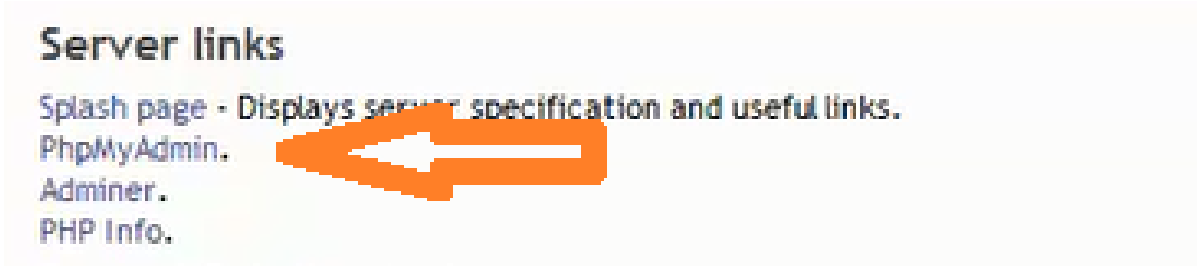 Server links
Splash page - Displays server specification and useful links.
PhpMyAdmin.
Adminer.
PHP Info.